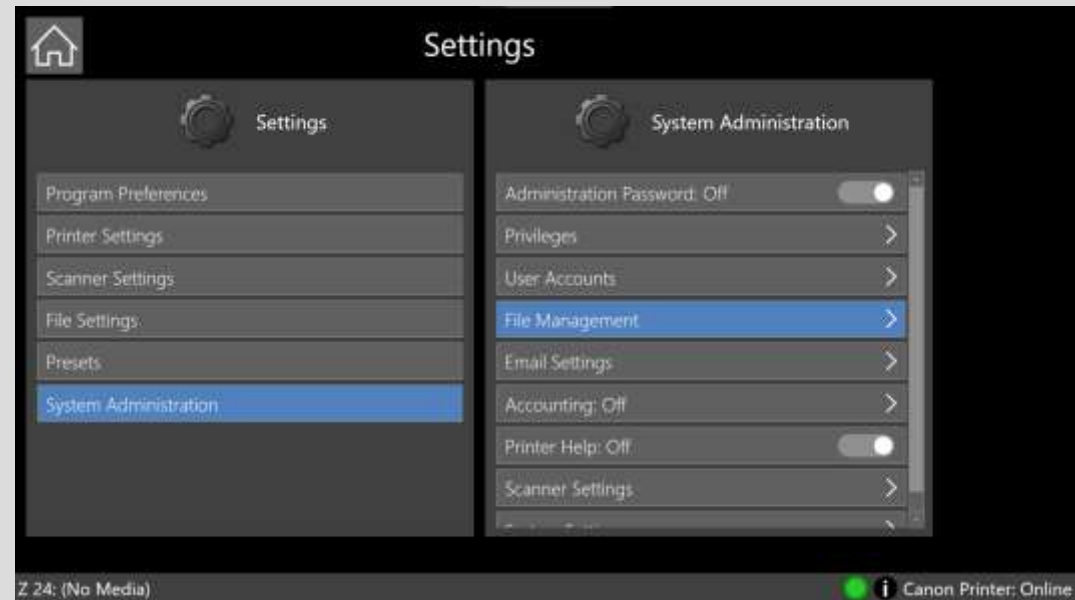 Settings
Settings
Program Preferences
Printer Settings
Scanner Settings
File Settings
Presets
System Administration
System Administration
Administration Password: Off
Privileges
User Accounts
File Management
Email Settings
Accounting: Off
Printer Help: Off
Scanner Settings
Z 24: (No Media)
i Canon Printer: Online